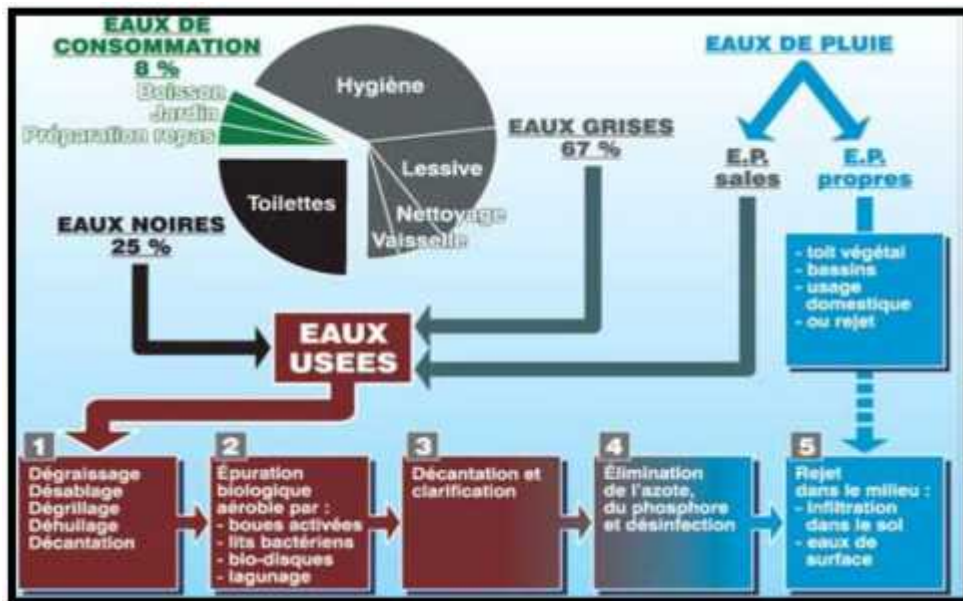 EAUX DE
CONSOMMATION
8 %
Boisson
Jardin
Préparation repas
Hygiène
Lessive
Nettoyage
Vaisselle
Toilettes
EAUX GRISES
67 %
EAUX NOIRES
25 %
EAUX DE PLUIE
E.P.
sales
E.P.
propres
- toit végétal
- bassins
- usage
domestique
- ou rejet
EAUX
USEES
1
Dégraissage
Désablage
Dégrillage
Déhuilage
Décantation
2
Épuration
biologique
aérobie par :
- boues activées
- lits bactériens
- bio-disques
- lagunage
3
Décantation et
clarification
4
Élimination
de l'azote,
du phosphore
et désinfection
5
Rejet
dans le milieu :
- infiltration
dans le sol
- eaux de
surface